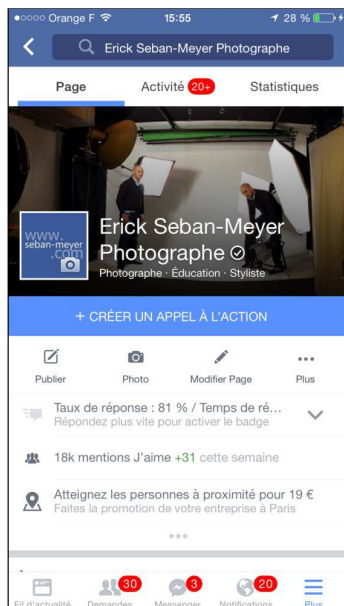 Orange F 15:55 28 %
Erick Seban-Meyer Photographe
Page Activité 20+ Statistiques
www.
seban-meyer
.com
Erick Seban-Meyer
Photographe
Photographe · Éducation · Styliste
+ CRÉER UN APPEL À L'ACTION
Publier Photo Modifier Page Plus
Taux de réponse : 81 % / Temps de ré...
Répondez plus vite pour activer le badge
18k mentions J'aime +31 cette semaine
Atteignez les personnes à proximité pour 19 €
Faites la promotion de votre entreprise à Paris
30 3 20
Fil d'actualité Demandes Messenger Notifications Plus